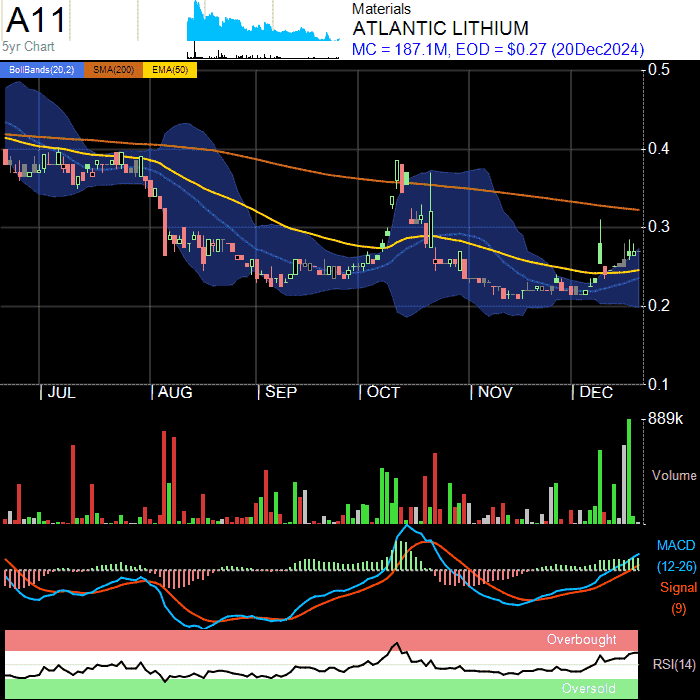 A11
5yr Chart
Materials
ATLANTIC LITHIUM
MC = 187.1M, EOD = $0.27 (20Dec2024)
BollBands(20,2) SMA(200) EMA(50)
0.5
0.4
0.3
0.2
0.1
JUL AUG SEP OCT NOV DEC
889k
Volume
MACD
(12-26)
Signal
(9)
Overbought
RSI(14)
Oversold